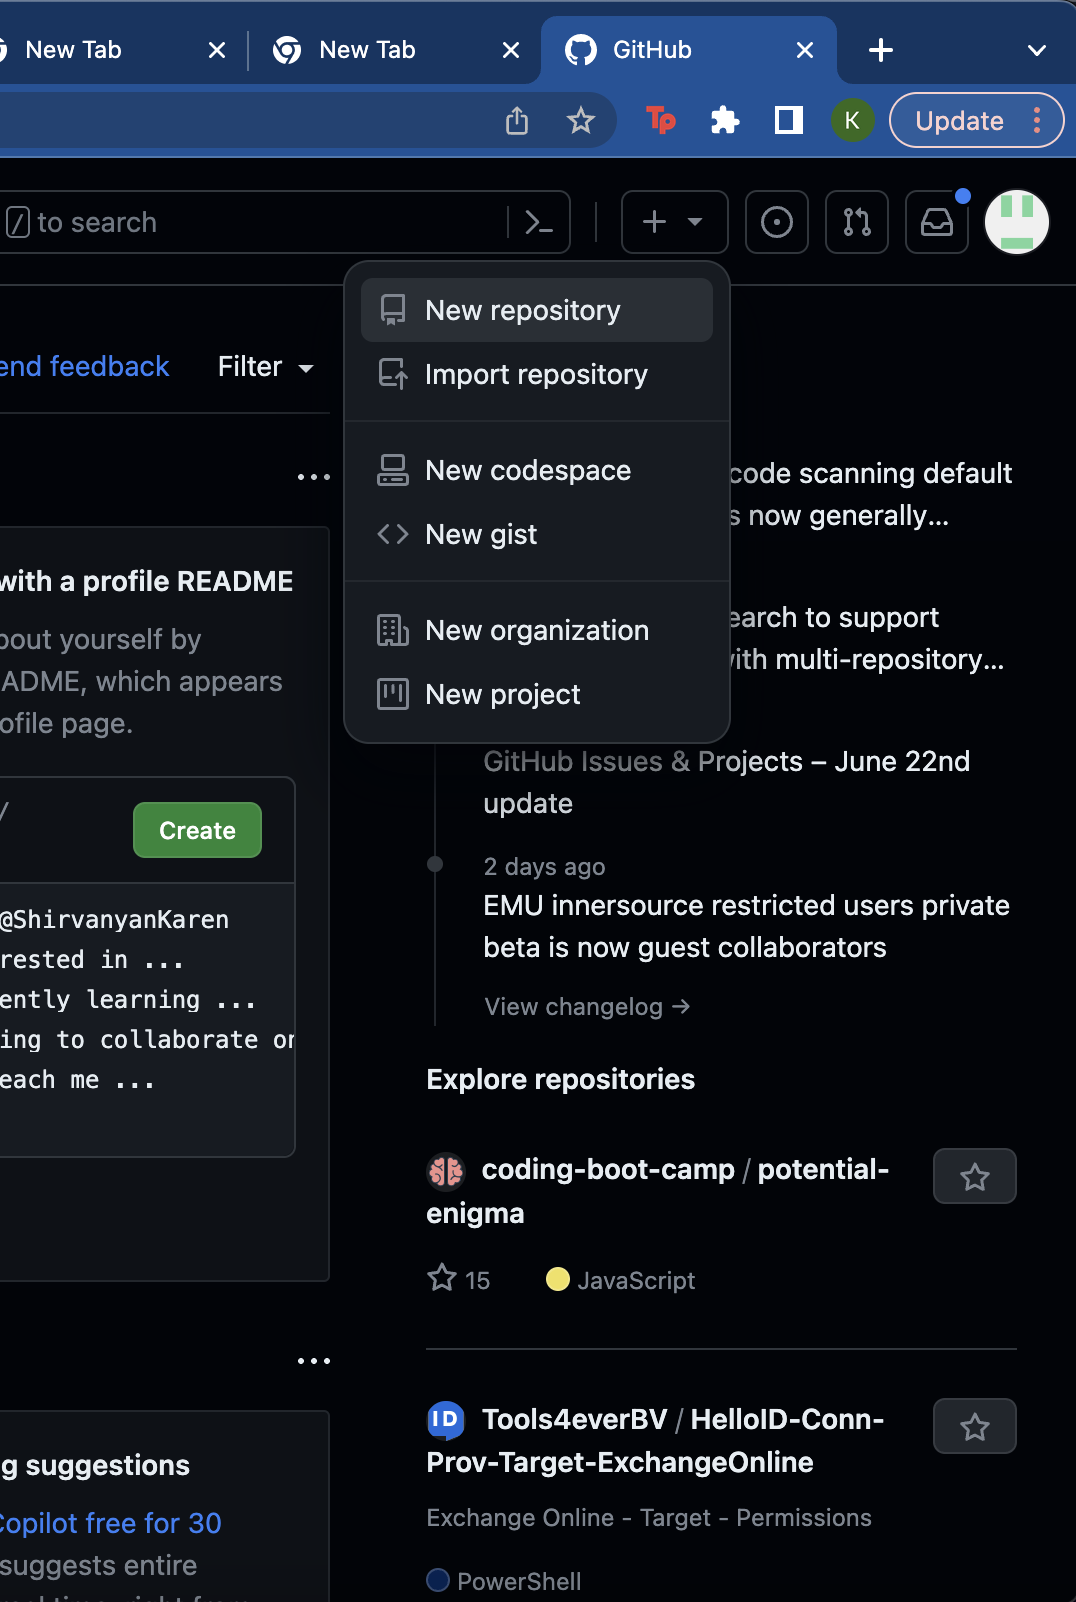 New Tab
New Tab
GitHub
Tp
K
Update
/ to search
New repository
Import repository
New codespace
New gist
New organization
New project
end feedback
Filter
with a profile README
bout yourself by
ADME, which appears
ofile page.
/
Create
@ShirvanyanKaren
rested in ...
ently learning ...
ing to collaborate on
each me ...
g suggestions
Copilot free for 30
suggests entire
code scanning default
s now generally...
earch to support
with multi-repository...
GitHub Issues & Projects – June 22nd
update
2 days ago
EMU innersource restricted users private
beta is now guest collaborators
View changelog →
Explore repositories
coding-boot-camp / potential-
enigma
15
JavaScript
ID
Tools4everBV / HelloID-Conn-
Prov-Target-ExchangeOnline
Exchange Online - Target - Permissions
PowerShell